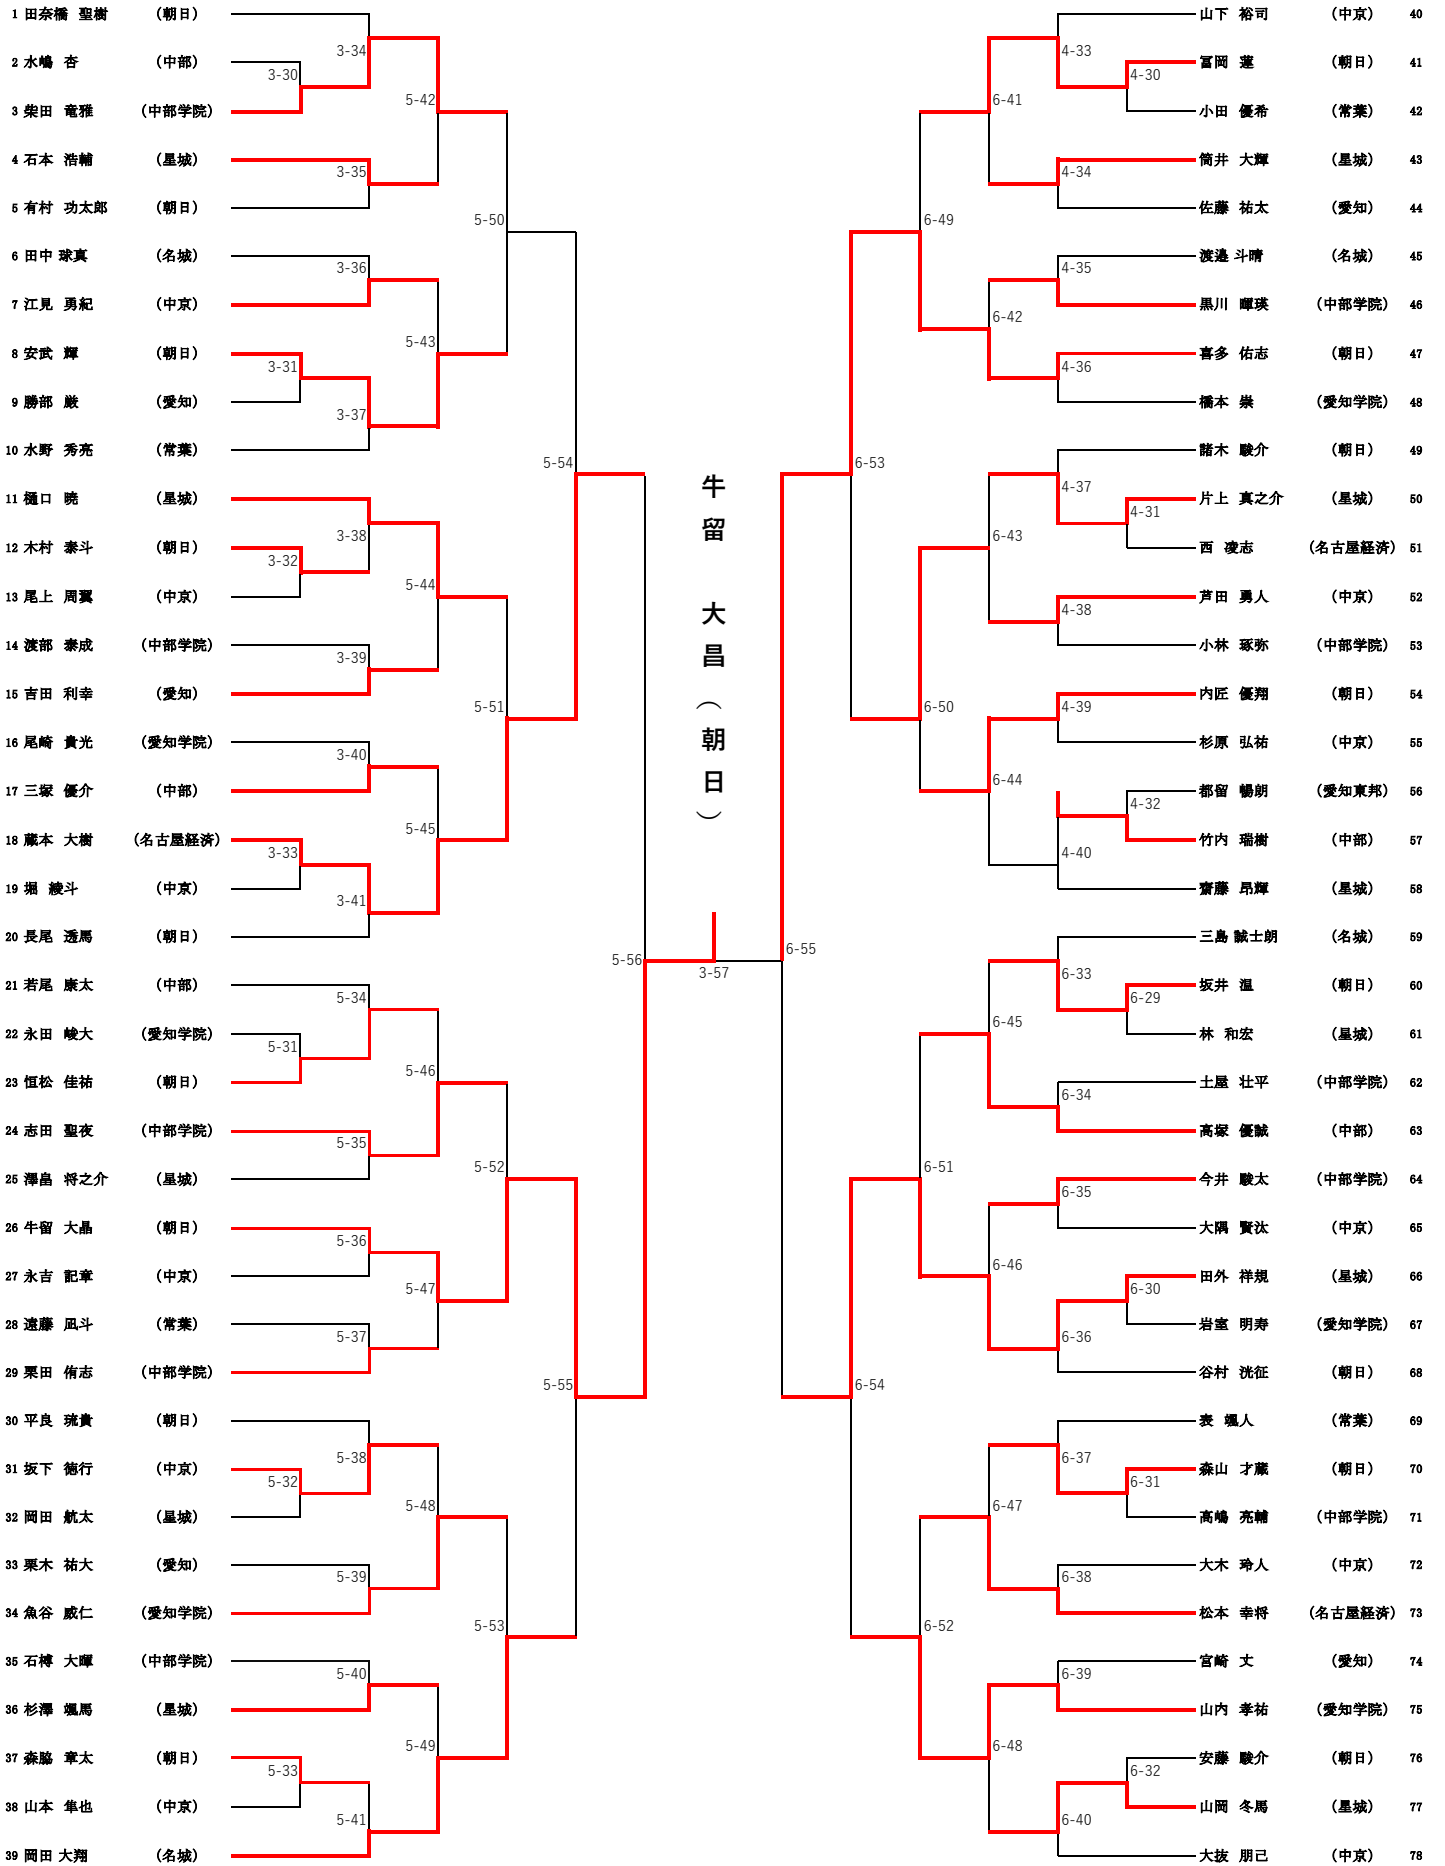 1 田奈橋 聖樹 (朝日)
2 水嶋 杏 (中部)
3 柴田 竜雅 (中部学院)
4 石本 浩輔 (星城)
5 有村 功太郎 (朝日)
6 田中 球真 (名城)
7 江見 勇紀 (中京)
8 安武 輝 (朝日)
9 勝部 厳 (愛知)
10 水野 秀亮 (常葉)
11 樋口 暁 (星城)
12 木村 泰斗 (朝日)
13 尾上 周翼 (中京)
14 渡部 泰成 (中部学院)
15 吉田 利幸 (愛知)
16 尾崎 貴光 (愛知学院)
17 三塚 優介 (中部)
18 蔵本 大樹 (名古屋経済)
19 堀 綾斗 (中京)
20 長尾 透馬 (朝日)
21 若尾 康太 (中部)
22 永田 峻大 (愛知学院)
23 恒松 佳祐 (朝日)
24 志田 聖夜 (中部学院)
25 澤畠 将之介 (星城)
26 牛留 大晶 (朝日)
27 永吉 記章 (中京)
28 遠藤 凪斗 (常葉)
29 栗田 侑志 (中部学院)
30 平良 琉貴 (朝日)
31 坂下 徳行 (中京)
32 岡田 航太 (星城)
33 栗木 祐大 (愛知)
34 魚谷 威仁 (愛知学院)
35 石榑 大暉 (中部学院)
36 杉澤 颯馬 (星城)
37 森脇 章太 (朝日)
38 山本 隼也 (中京)
39 岡田 大翔 (名城)
3-30
3-31
3-32
3-33
5-31
5-32
5-33
3-34
3-35
3-36
3-37
3-38
3-39
3-40
3-41
5-34
5-35
5-36
5-37
5-38
5-39
5-40
5-41
5-42
5-43
5-44
5-45
5-46
5-47
5-48
5-49
5-50
5-51
5-52
5-53
5-54
5-55
5-56
牛留 大昌(朝日)
3-57
6-55
6-53
6-54
6-49
6-50
6-51
6-52
6-41
6-42
6-43
6-44
6-45
6-46
6-47
6-48
4-33
4-34
4-35
4-36
4-37
4-38
4-39
4-40
6-33
6-34
6-35
6-36
6-37
6-38
6-39
6-40
4-30
4-31
4-32
6-29
6-30
6-31
6-32
山下 裕司 (中京) 40
冨岡 蓮 (朝日) 41
小田 優希 (常葉) 42
筒井 大輝 (星城) 43
佐藤 祐太 (愛知) 44
渡邉 斗晴 (名城) 45
黒川 暉瑛 (中部学院) 46
喜多 佑志 (朝日) 47
橋本 崇 (愛知学院) 48
諸木 駿介 (朝日) 49
片上 真之介 (星城) 50
西 凌志 (名古屋経済) 51
芦田 勇人 (中京) 52
小林 琢弥 (中部学院) 53
内匠 優翔 (朝日) 54
杉原 弘祐 (中京) 55
都留 暢朗 (愛知東邦) 56
竹内 瑞樹 (中部) 57
齋藤 昂輝 (星城) 58
三島 誠士朗 (名城) 59
坂井 温 (朝日) 60
林 和宏 (星城) 61
土屋 壮平 (中部学院) 62
高塚 優誠 (中部) 63
今井 駿太 (中部学院) 64
大隅 賢汰 (中京) 65
田外 祥規 (星城) 66
岩室 明寿 (愛知学院) 67
谷村 洸征 (朝日) 68
表 颯人 (常葉) 69
森山 才蔵 (朝日) 70
高嶋 亮輔 (中部学院) 71
大木 玲人 (中京) 72
松本 幸将 (名古屋経済) 73
宮崎 丈 (愛知) 74
山内 孝祐 (愛知学院) 75
安藤 駿介 (朝日) 76
山岡 冬馬 (星城) 77
大抜 朋己 (中京) 78